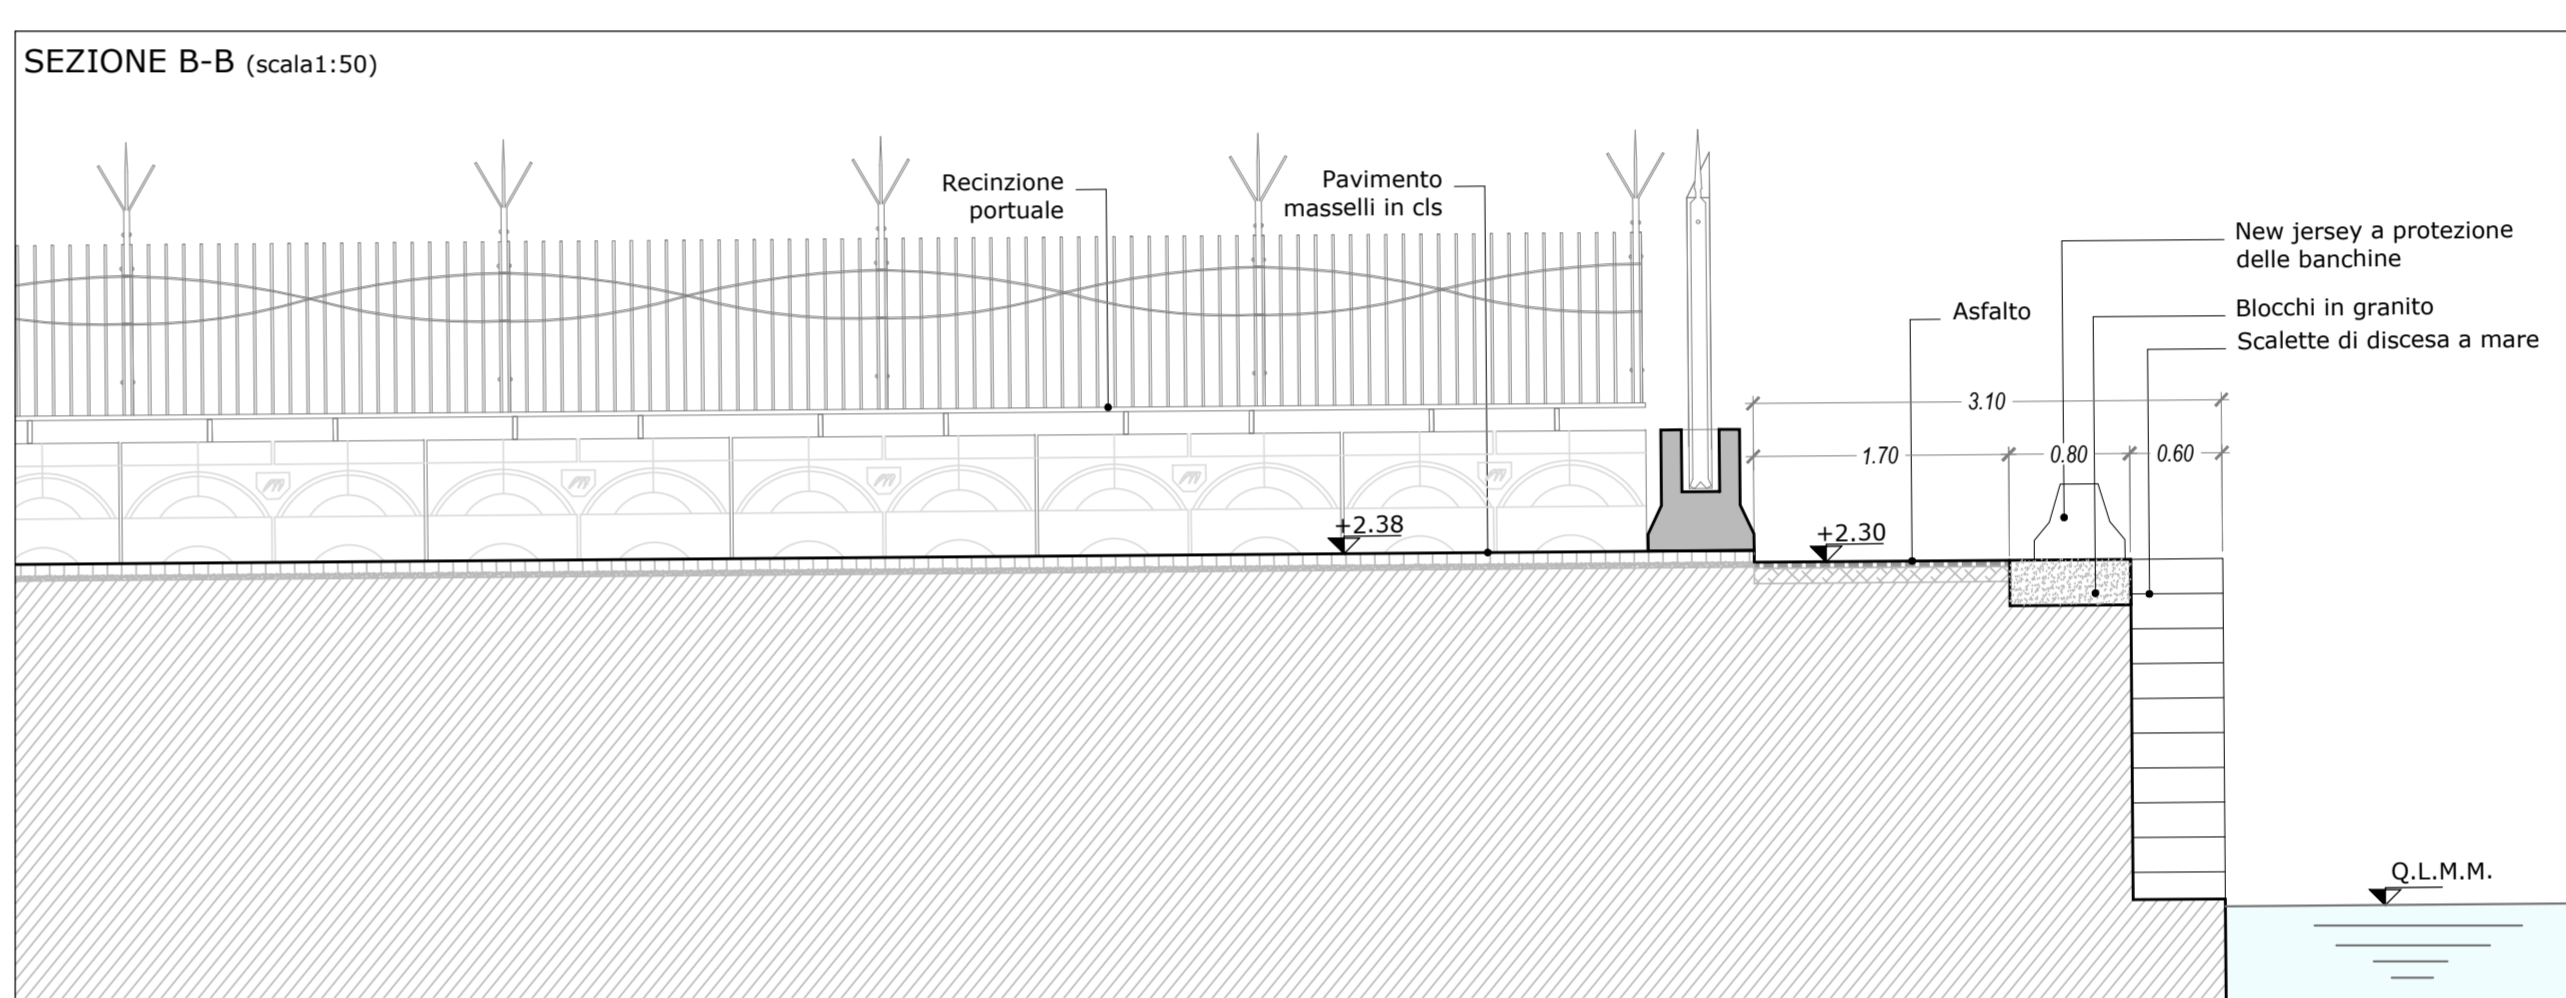 SEZIONE B-B (scala1:50)
Recinzione
portuale
Pavimento
masselli in cls
New jersey a protezione
delle banchine
Blocchi in granito
Scalette di discesa a mare
Asfalto
3.10
1.70
0.80
0.60
+2.38
+2.30
Q.L.M.M.